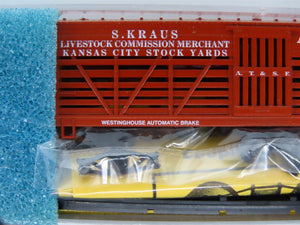 S. KRAUS
LIVESTOCK COMMISSION MERCHANT
KANSAS CITY STOCK YARDS
A. T. & S. F.
WESTINGHOUSE AUTOMATIC BRAKE